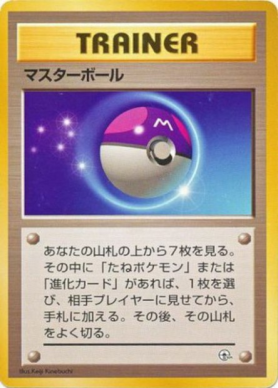 TRAINER
マスターボール
M
あなたの山札の上から7枚を見る。
その中に「たねポケモン」または
「進化カード」があれば、1枚を選
び、相手プレイヤーに見せてから、
手札に加える。その後、その山札
をよく切る。
Illus.Keiji Kinebuchi